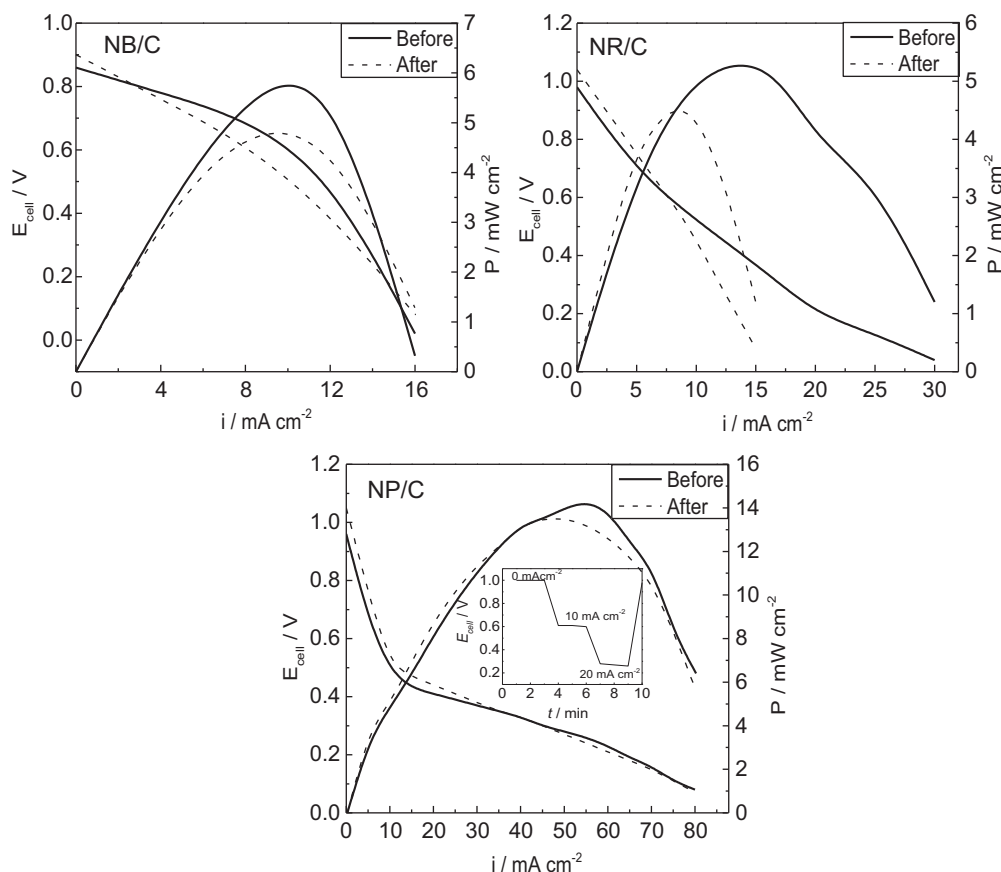 NB/C
Before
After
1.0
0.8
0.6
0.4
0.2
0.0
E_cell / V
7
6
5
4
3
2
1
0
P / mW cm⁻²
0 4 8 12 16
i / mA cm⁻²
NR/C
Before
After
1.2
1.0
0.8
0.6
0.4
0.2
0.0
E_cell / V
6
5
4
3
2
1
0
P / mW cm⁻²
0 5 10 15 20 25 30
i / mA cm⁻²
NP/C
Before
After
1.2
1.0
0.8
0.6
0.4
0.2
0.0
E_cell / V
16
14
12
10
8
6
4
2
0
P / mW cm⁻²
0 10 20 30 40 50 60 70 80
i / mA cm⁻²
1.0
0.8
0.6
0.4
0.2
E_cell / V
0 mAcm⁻²
10 mA cm⁻²
20 mA cm⁻²
0 2 4 6 8 10
t / min